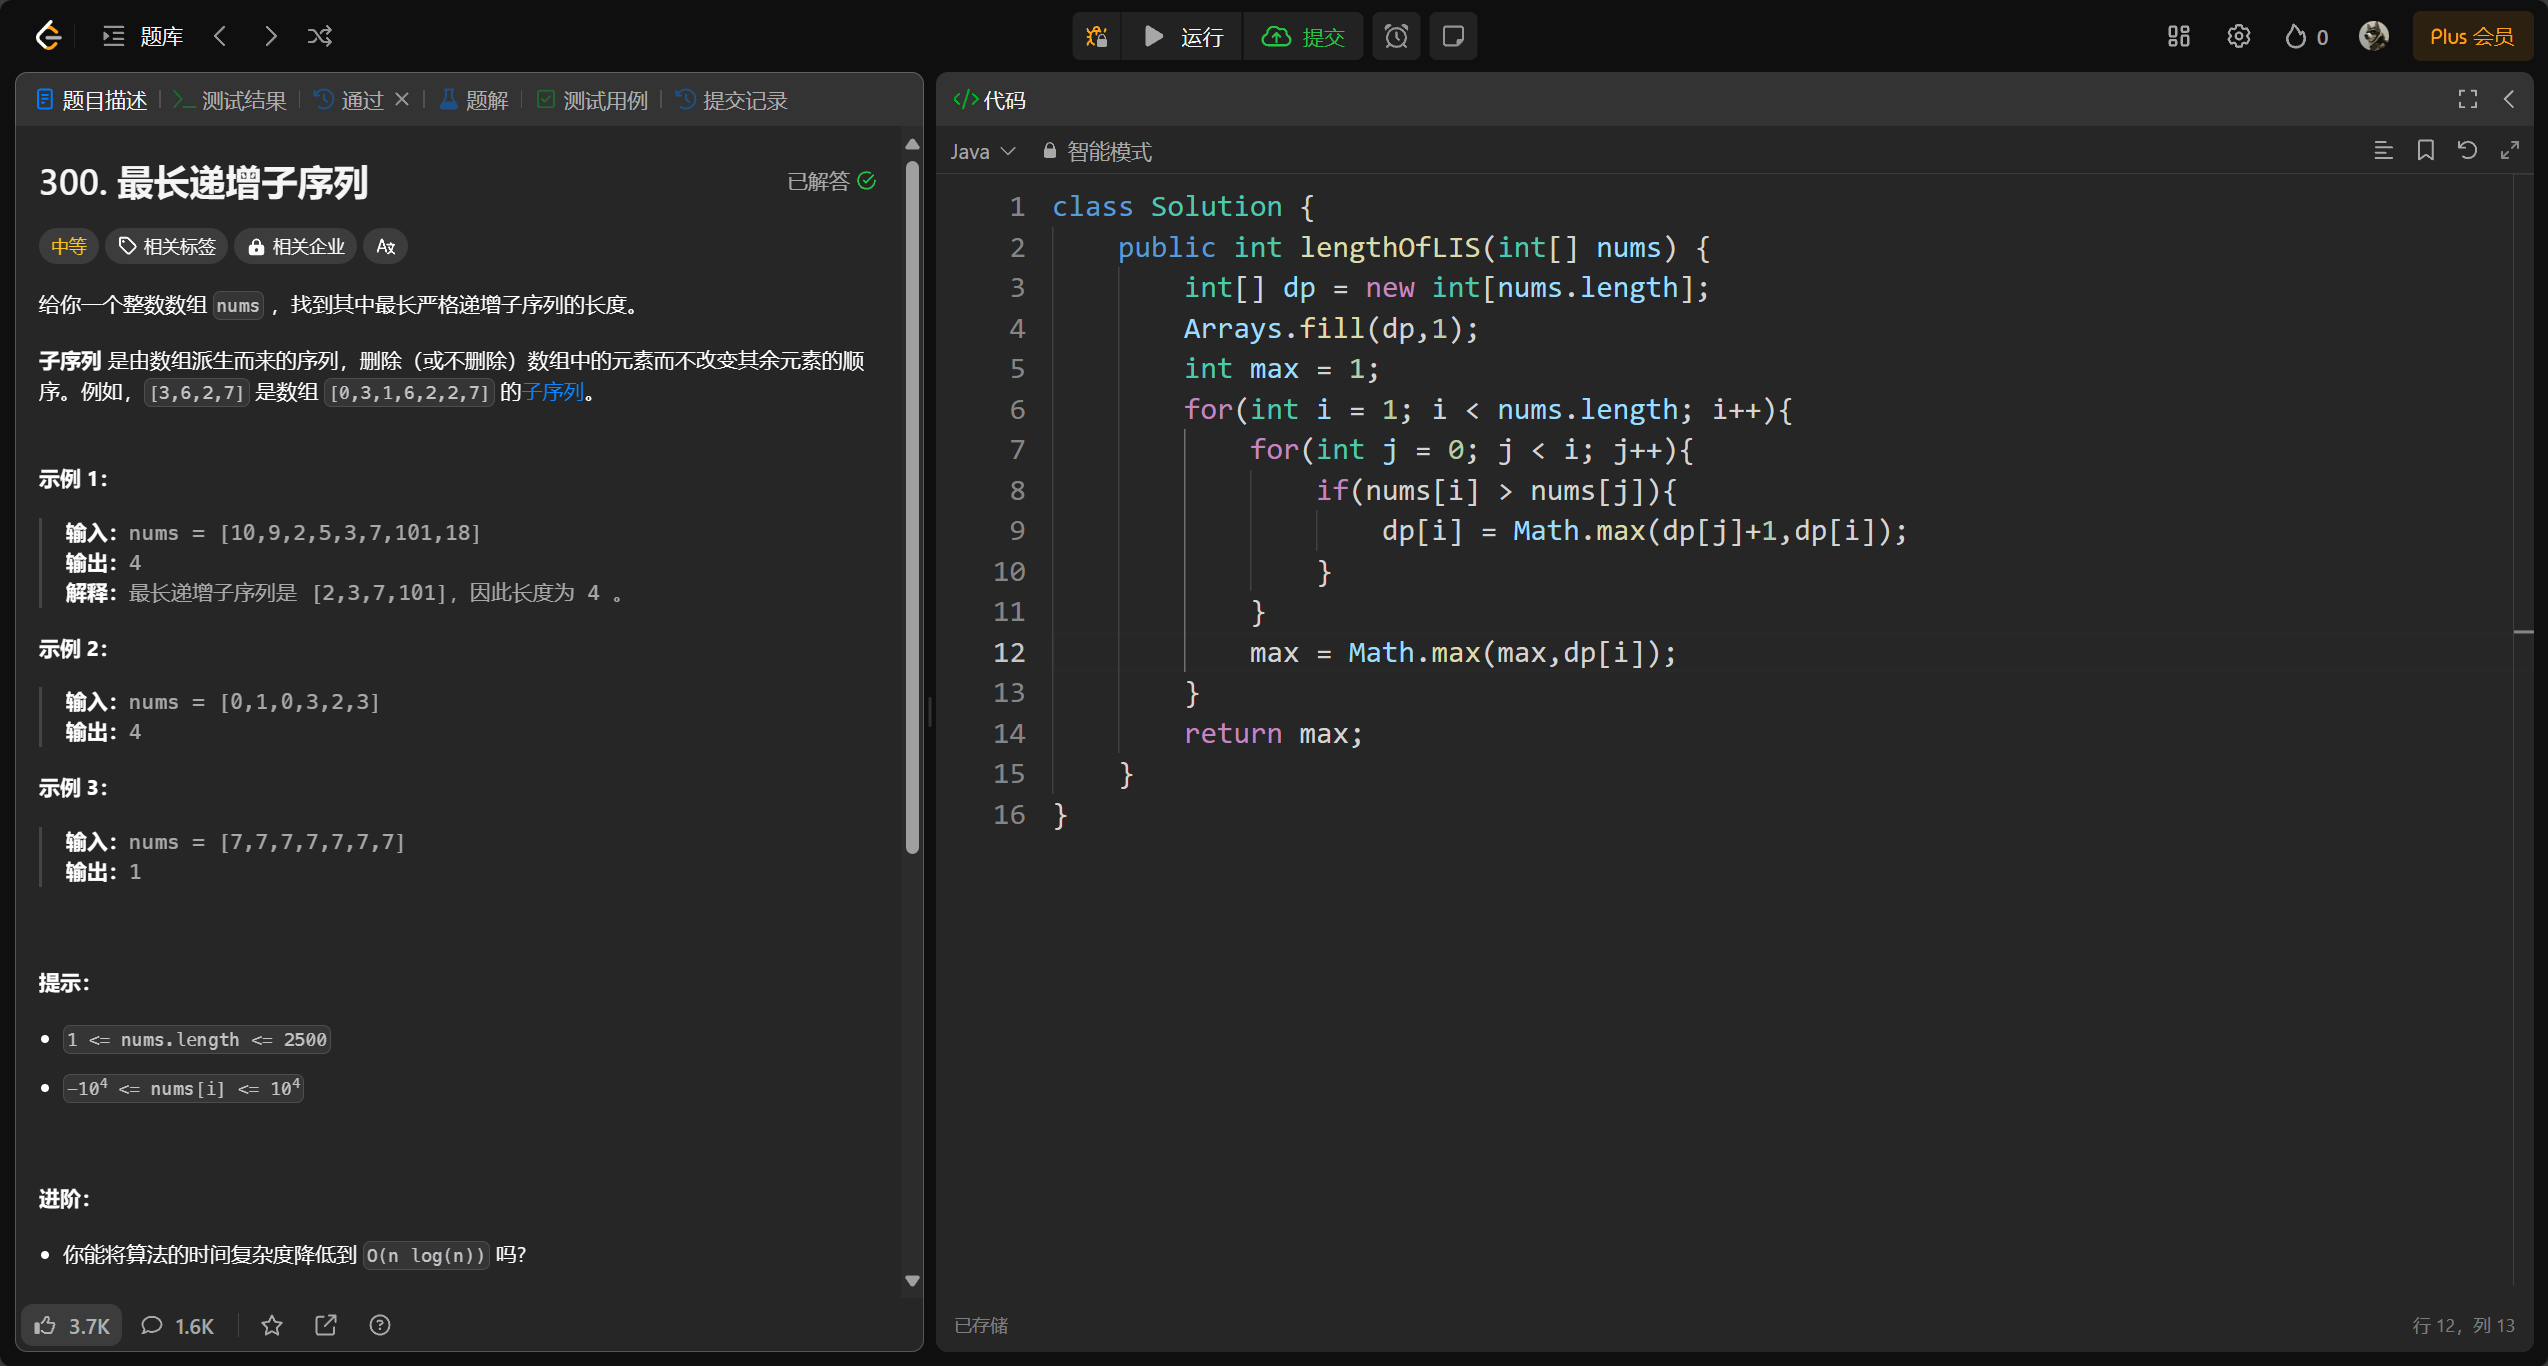 题库
运行
提交
0
Plus 会员
题目描述
测试结果
通过
题解
测试用例
提交记录
300. 最长递增子序列
已解答
中等
相关标签
相关企业
给你一个整数数组 nums ，找到其中最长严格递增子序列的长度。
子序列 是由数组派生而来的序列，删除（或不删除）数组中的元素而不改变其余元素的顺
序。例如，[3,6,2,7] 是数组 [0,3,1,6,2,2,7] 的子序列。
示例 1：
输入：nums = [10,9,2,5,3,7,101,18]
输出：4
解释：最长递增子序列是 [2,3,7,101]，因此长度为 4 。
示例 2：
输入：nums = [0,1,0,3,2,3]
输出：4
示例 3：
输入：nums = [7,7,7,7,7,7,7]
输出：1
提示：
1 <= nums.length <= 2500
-10⁴ <= nums[i] <= 10⁴
进阶：
你能将算法的时间复杂度降低到 O(n log(n)) 吗?
3.7K
1.6K
</> 代码
Java
智能模式
1 class Solution {
2     public int lengthOfLIS(int[] nums) {
3         int[] dp = new int[nums.length];
4         Arrays.fill(dp,1);
5         int max = 1;
6         for(int i = 1; i < nums.length; i++){
7             for(int j = 0; j < i; j++){
8                 if(nums[i] > nums[j]){
9                     dp[i] = Math.max(dp[j]+1,dp[i]);
10                 }
11             }
12             max = Math.max(max,dp[i]);
13         }
14         return max;
15     }
16 }
已存储
行 12，列 13